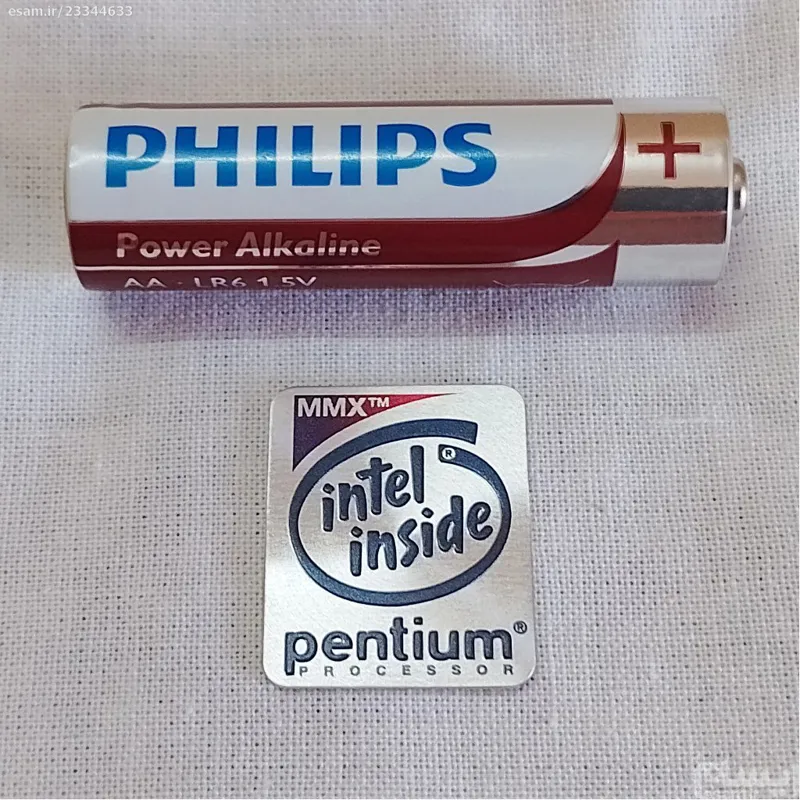 esam.ir/23344633
PHILIPS
+
Power Alkaline
AA · LR6 1.5V
MMX™
intel®
inside
pentium®
PROCESSOR